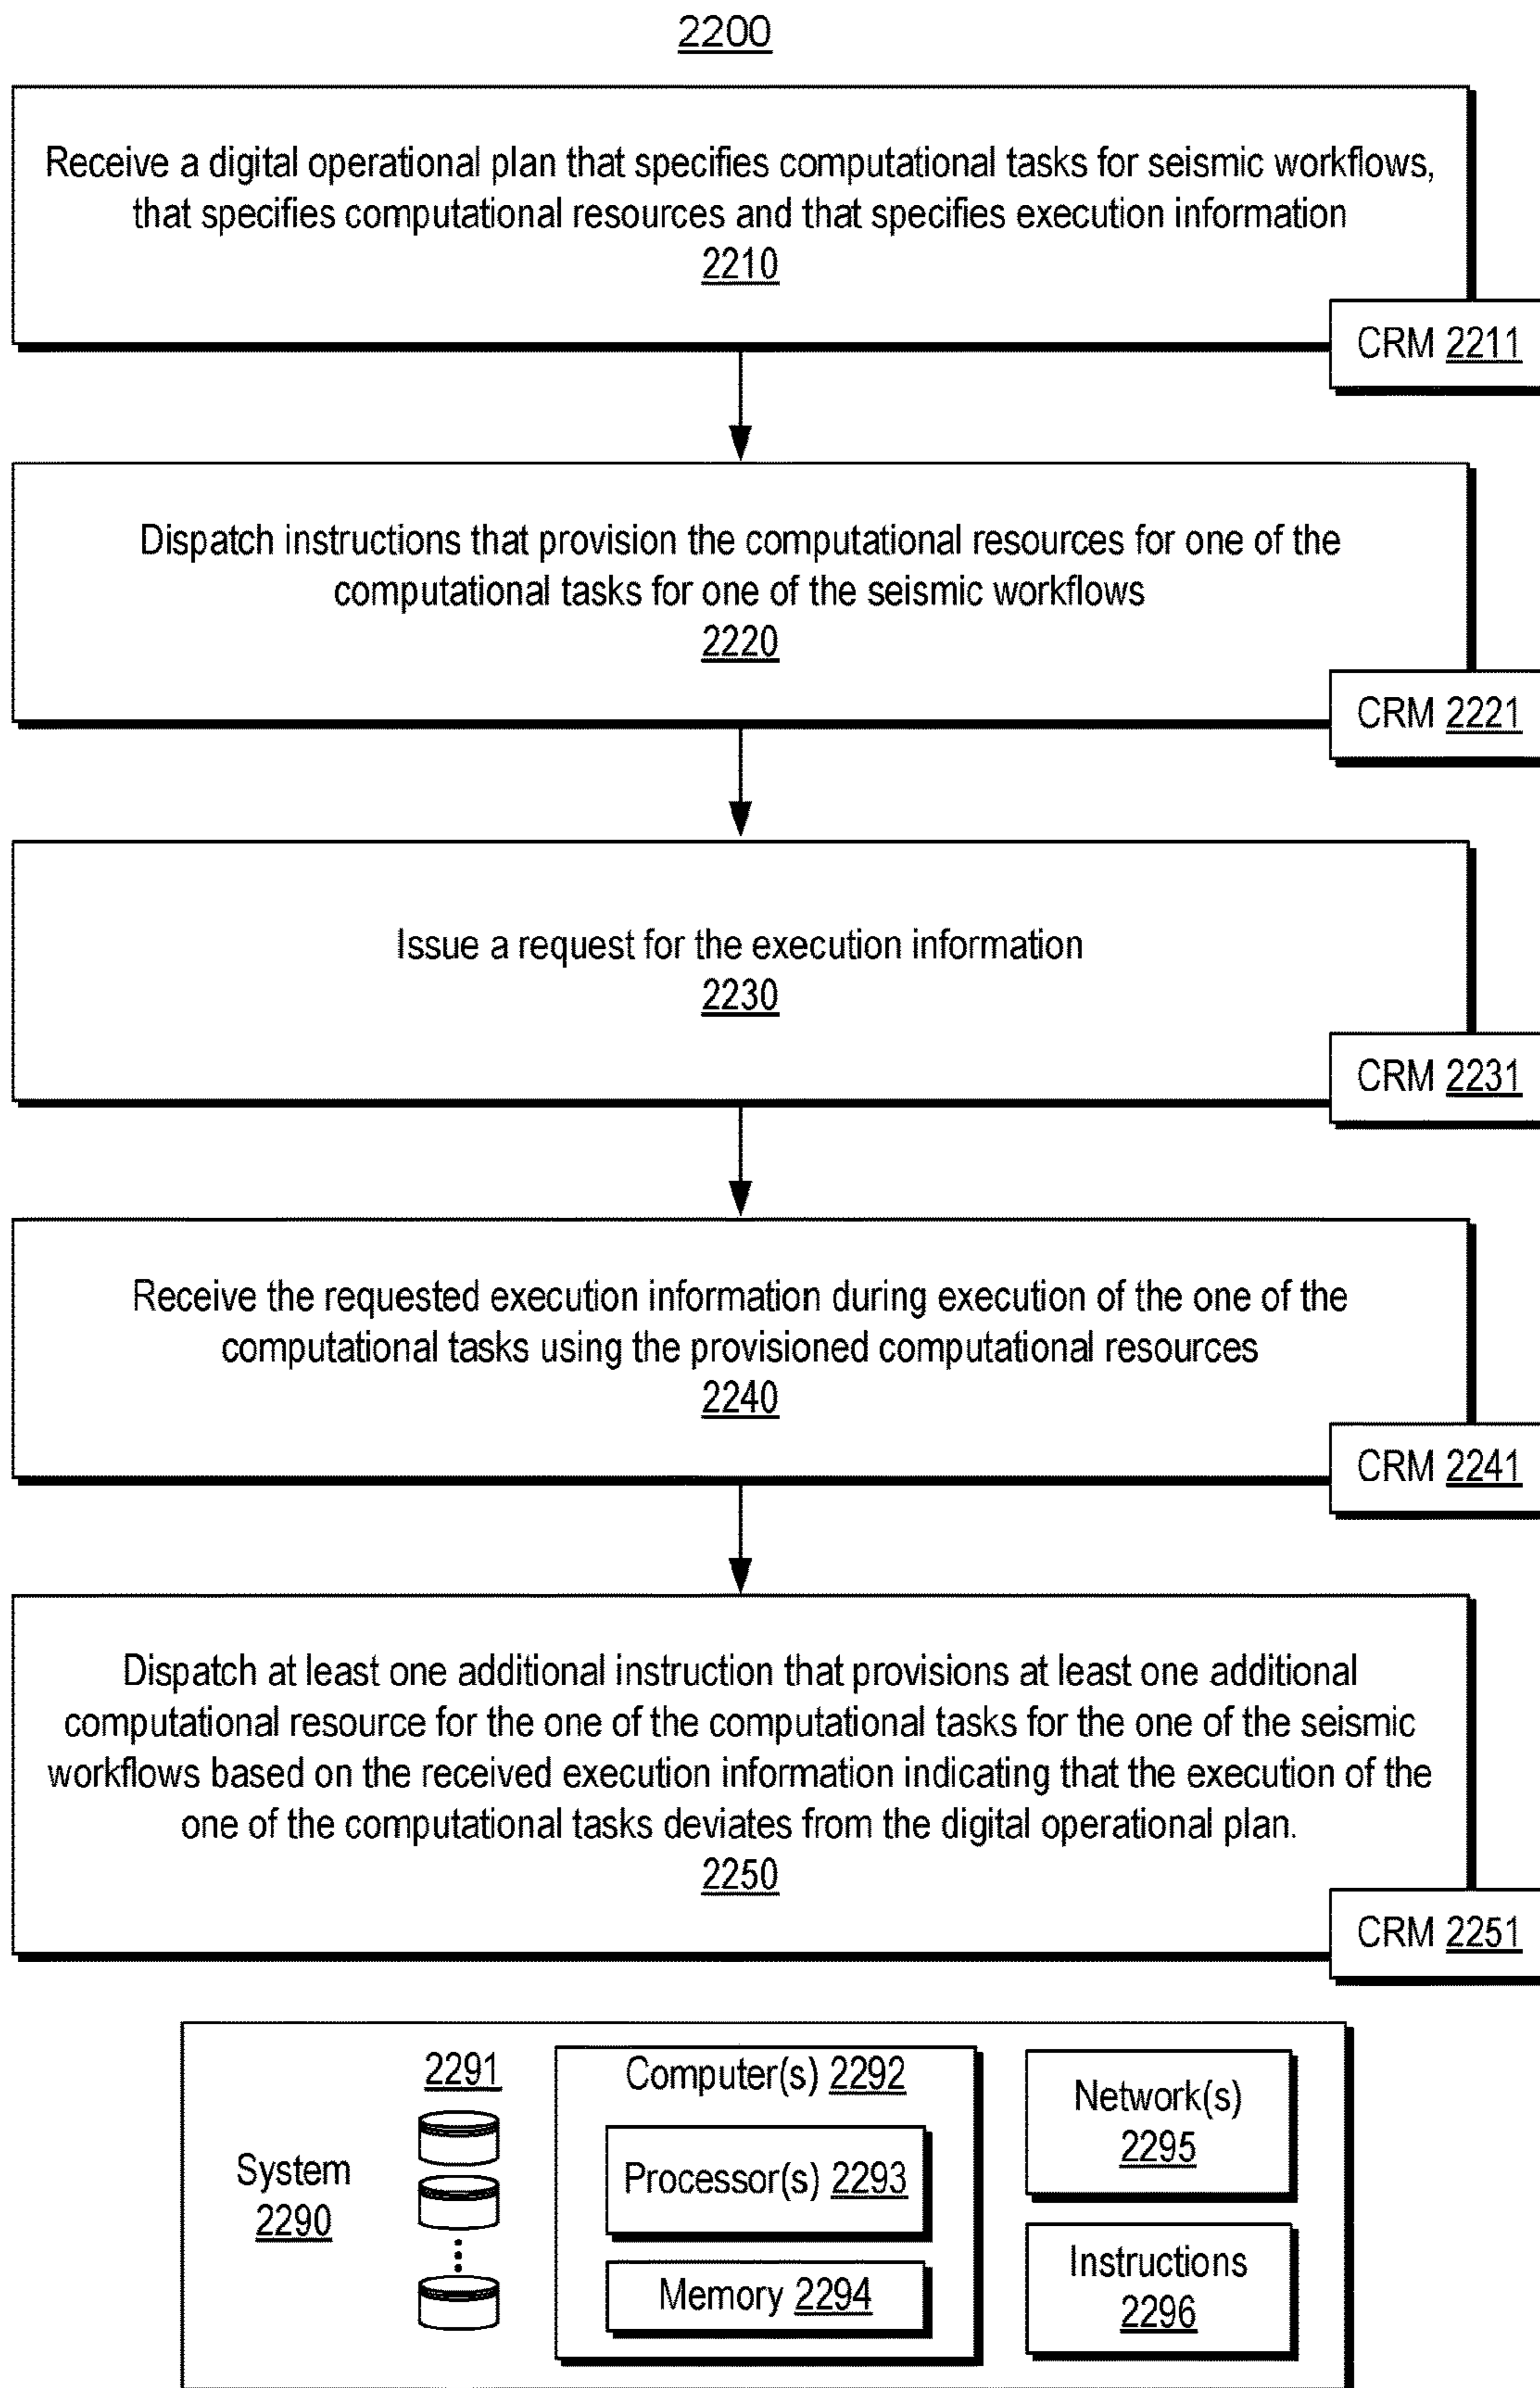 2200
Receive a digital operational plan that specifies computational tasks for seismic workflows,
that specifies computational resources and that specifies execution information
2210
CRM 2211
Dispatch instructions that provision the computational resources for one of the
computational tasks for one of the seismic workflows
2220
CRM 2221
Issue a request for the execution information
2230
CRM 2231
Receive the requested execution information during execution of the one of the
computational tasks using the provisioned computational resources
2240
CRM 2241
Dispatch at least one additional instruction that provisions at least one additional
computational resource for the one of the computational tasks for the one of the seismic
workflows based on the received execution information indicating that the execution of the
one of the computational tasks deviates from the digital operational plan.
2250
CRM 2251
System
2290
2291
Computer(s) 2292
Processor(s) 2293
Memory 2294
Network(s)
2295
Instructions
2296